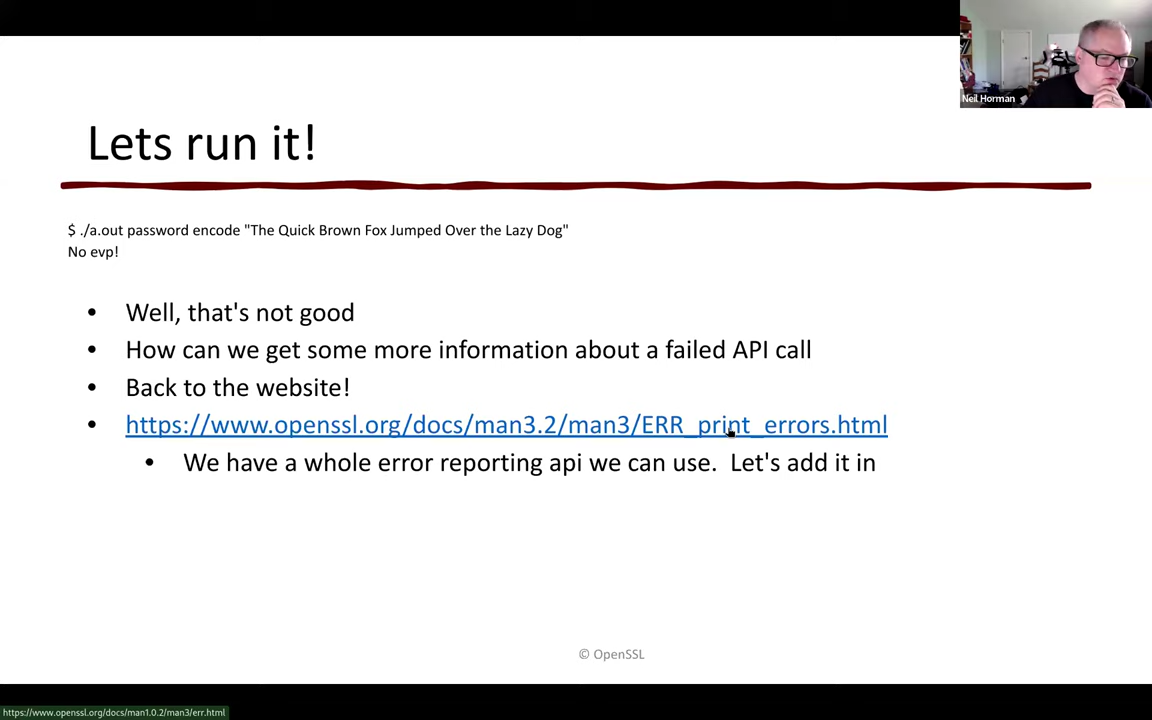 Neil Horman
Lets run it!
$ ./a.out password encode "The Quick Brown Fox Jumped Over the Lazy Dog"
No evp!
• Well, that's not good
• How can we get some more information about a failed API call
• Back to the website!
• https://www.openssl.org/docs/man3.2/man3/ERR_print_errors.html
• We have a whole error reporting api we can use. Let's add it in
© OpenSSL
https://www.openssl.org/docs/man1.0.2/man3/err.html